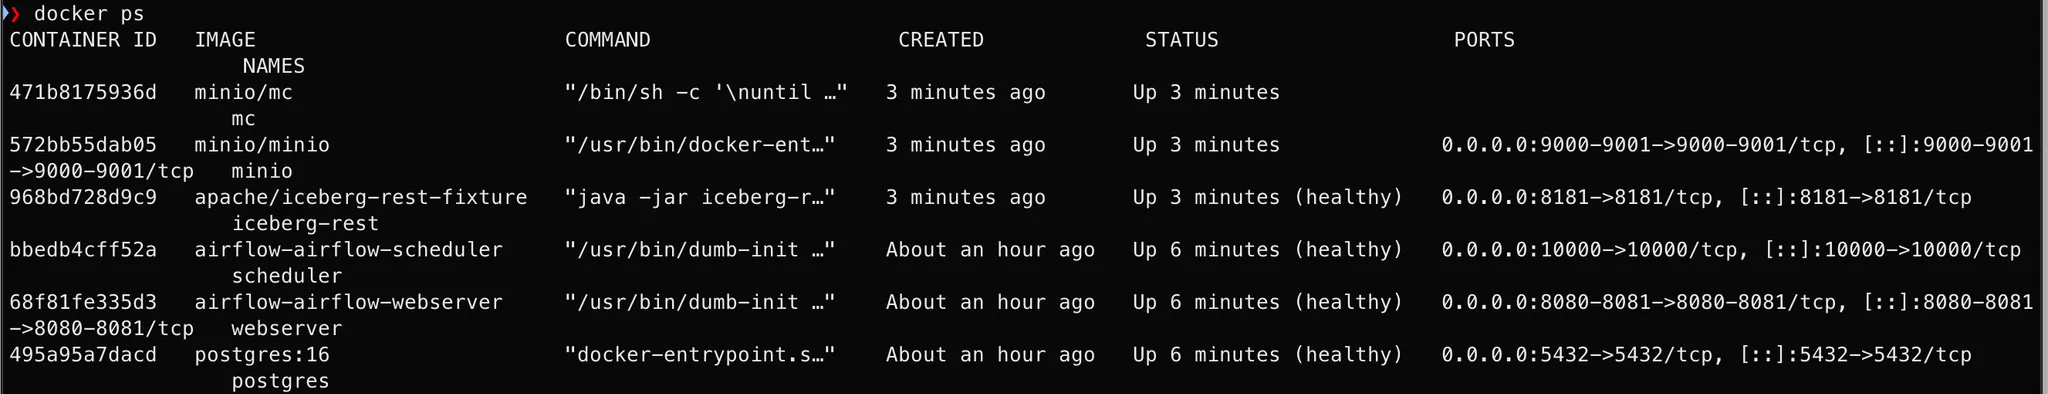 ❯ docker ps
CONTAINER ID   IMAGE                         COMMAND                    CREATED             STATUS                   PORTS
                   NAMES
471b8175936d   minio/mc                      "/bin/sh -c '\nuntil …"   3 minutes ago       Up 3 minutes
                  mc
572bb55dab05   minio/minio                   "/usr/bin/docker-ent…"   3 minutes ago       Up 3 minutes             0.0.0.0:9000-9001->9000-9001/tcp, [::]:9000-9001
->9000-9001/tcp   minio
968bd728d9c9   apache/iceberg-rest-fixture   "java -jar iceberg-r…"   3 minutes ago       Up 3 minutes (healthy)   0.0.0.0:8181->8181/tcp, [::]:8181->8181/tcp
                  iceberg-rest
bbedb4cff52a   airflow-airflow-scheduler     "/usr/bin/dumb-init …"   About an hour ago   Up 6 minutes (healthy)   0.0.0.0:10000->10000/tcp, [::]:10000->10000/tcp
                  scheduler
68f81fe335d3   airflow-airflow-webserver     "/usr/bin/dumb-init …"   About an hour ago   Up 6 minutes (healthy)   0.0.0.0:8080-8081->8080-8081/tcp, [::]:8080-8081
->8080-8081/tcp   webserver
495a95a7dacd   postgres:16                   "docker-entrypoint.s…"   About an hour ago   Up 6 minutes (healthy)   0.0.0.0:5432->5432/tcp, [::]:5432->5432/tcp
                  postgres